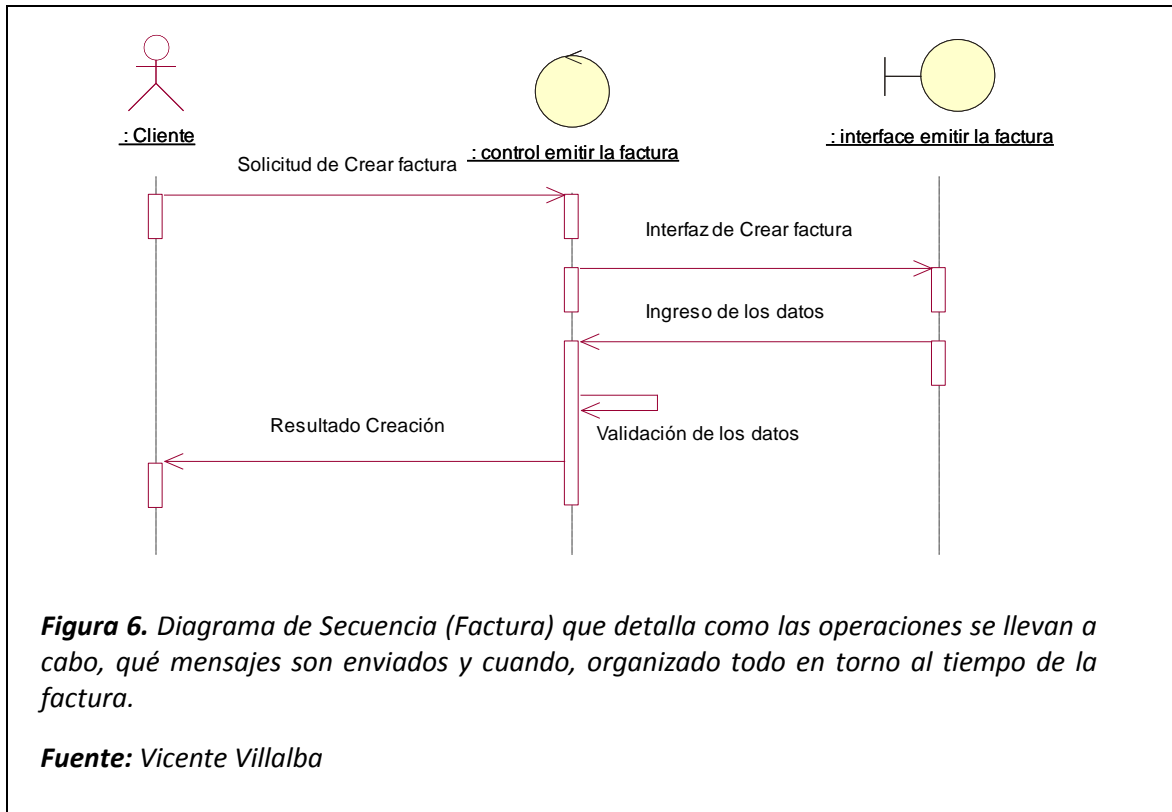 : Cliente
: control emitir la factura
: interface emitir la factura
Solicitud de Crear factura
Interfaz de Crear factura
Ingreso de los datos
Validación de los datos
Resultado Creación
Figura 6. Diagrama de Secuencia (Factura) que detalla como las operaciones se llevan a
cabo, qué mensajes son enviados y cuando, organizado todo en torno al tiempo de la
factura.
Fuente: Vicente Villalba